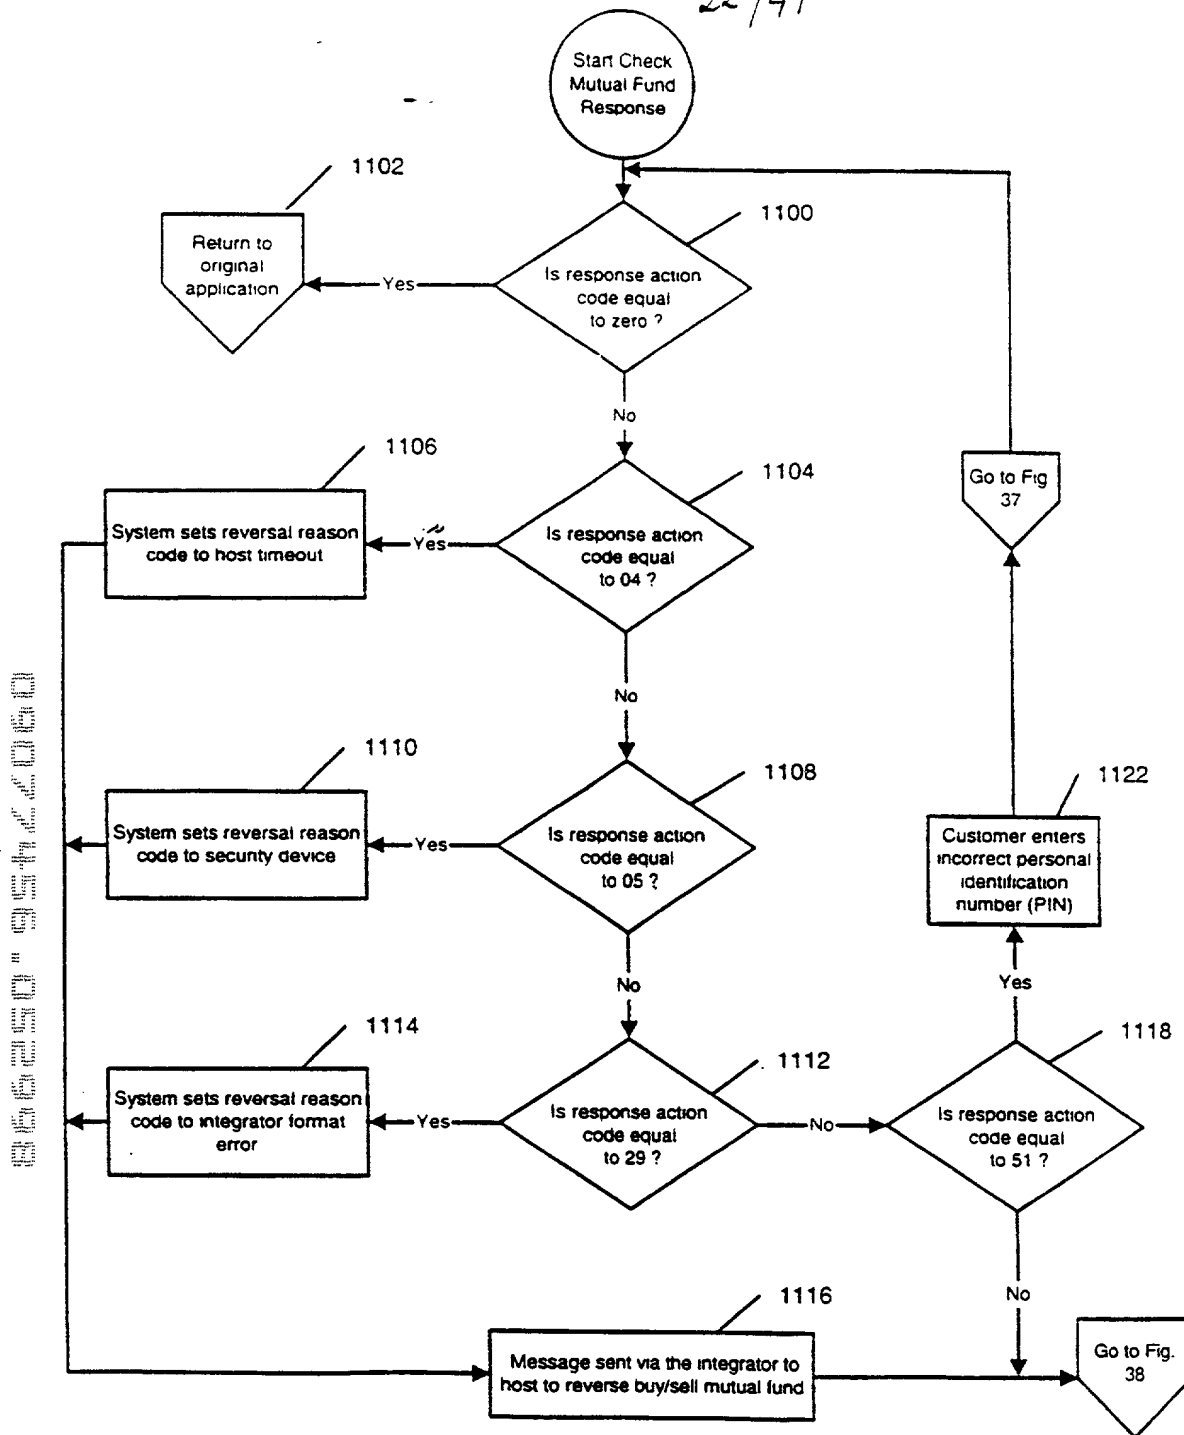 22/41
Start Check
Mutual Fund
Response
1102
1100
Return to
original
application
Yes
Is response action
code equal
to zero ?
No
1106
1104
Go to Fig
37
System sets reversal reason
code to host timeout
Yes
Is response action
code equal
to 04 ?
No
1110
1108
1122
System sets reversal reason
code to security device
Yes
Is response action
code equal
to 05 ?
Customer enters
incorrect personal
identification
number (PIN)
No
Yes
1114
1112
1118
System sets reversal reason
code to integrator format
error
Yes
Is response action
code equal
to 29 ?
No
Is response action
code equal
to 51 ?
No
1116
Message sent via the integrator to
host to reverse buy/sell mutual fund
Go to Fig.
38